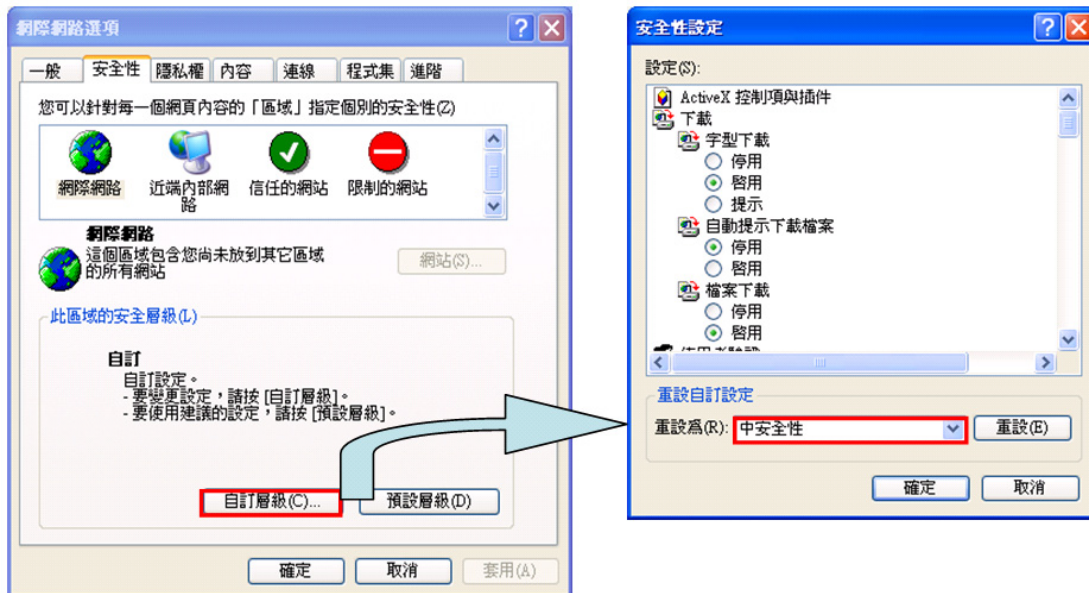 網際網路選項
一般
安全性
隱私權
內容
連線
程式集
進階
您可以針對每一個網頁內容的「區域」指定個別的安全性(Z)
網際網路
近端內部網
路
信任的網站
限制的網站
網際網路
這個區域包含您尚未放到其它區域
的所有網站
網站(S)...
此區域的安全層級(L)
自訂
自訂設定。
- 要變更設定，請按 [自訂層級]。
- 要使用建議的設定，請按 [預設層級]。
自訂層級(C)...
預設層級(D)
確定
取消
套用(A)
安全性設定
設定(S):
ActiveX 控制項與插件
下載
字型下載
停用
啟用
提示
自動提示下載檔案
停用
啟用
檔案下載
停用
啟用
重設自訂設定
重設為(R):
中安全性
重設(E)
確定
取消